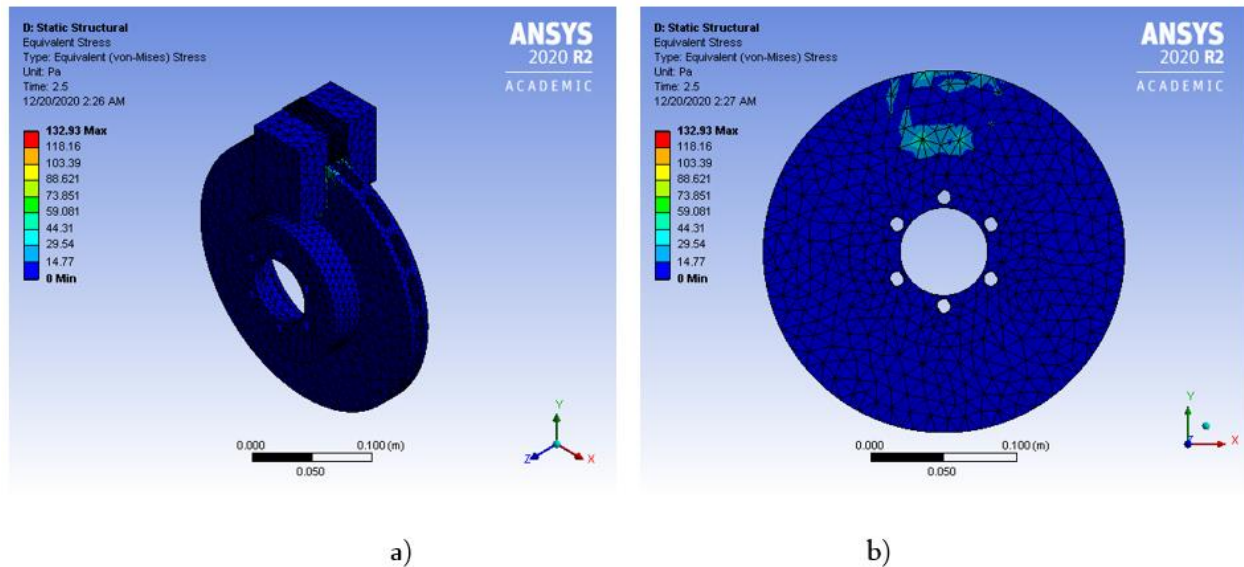 D: Static Structural
Equivalent Stress
Type: Equivalent (von-Mises) Stress
Unit: Pa
Time: 2.5
12/20/2020 2:26 AM
132.93 Max
118.16
103.39
88.621
73.851
59.081
44.31
29.54
14.77
0 Min
ANSYS
2020 R2
ACADEMIC
0.000 0.100 (m)
0.050
Y
Z
X
a)
D: Static Structural
Equivalent Stress
Type: Equivalent (von-Mises) Stress
Unit: Pa
Time: 2.5
12/20/2020 2:27 AM
132.93 Max
118.16
103.39
88.621
73.851
59.081
44.31
29.54
14.77
0 Min
ANSYS
2020 R2
ACADEMIC
0.000 0.100 (m)
0.050
Y
Z
X
b)